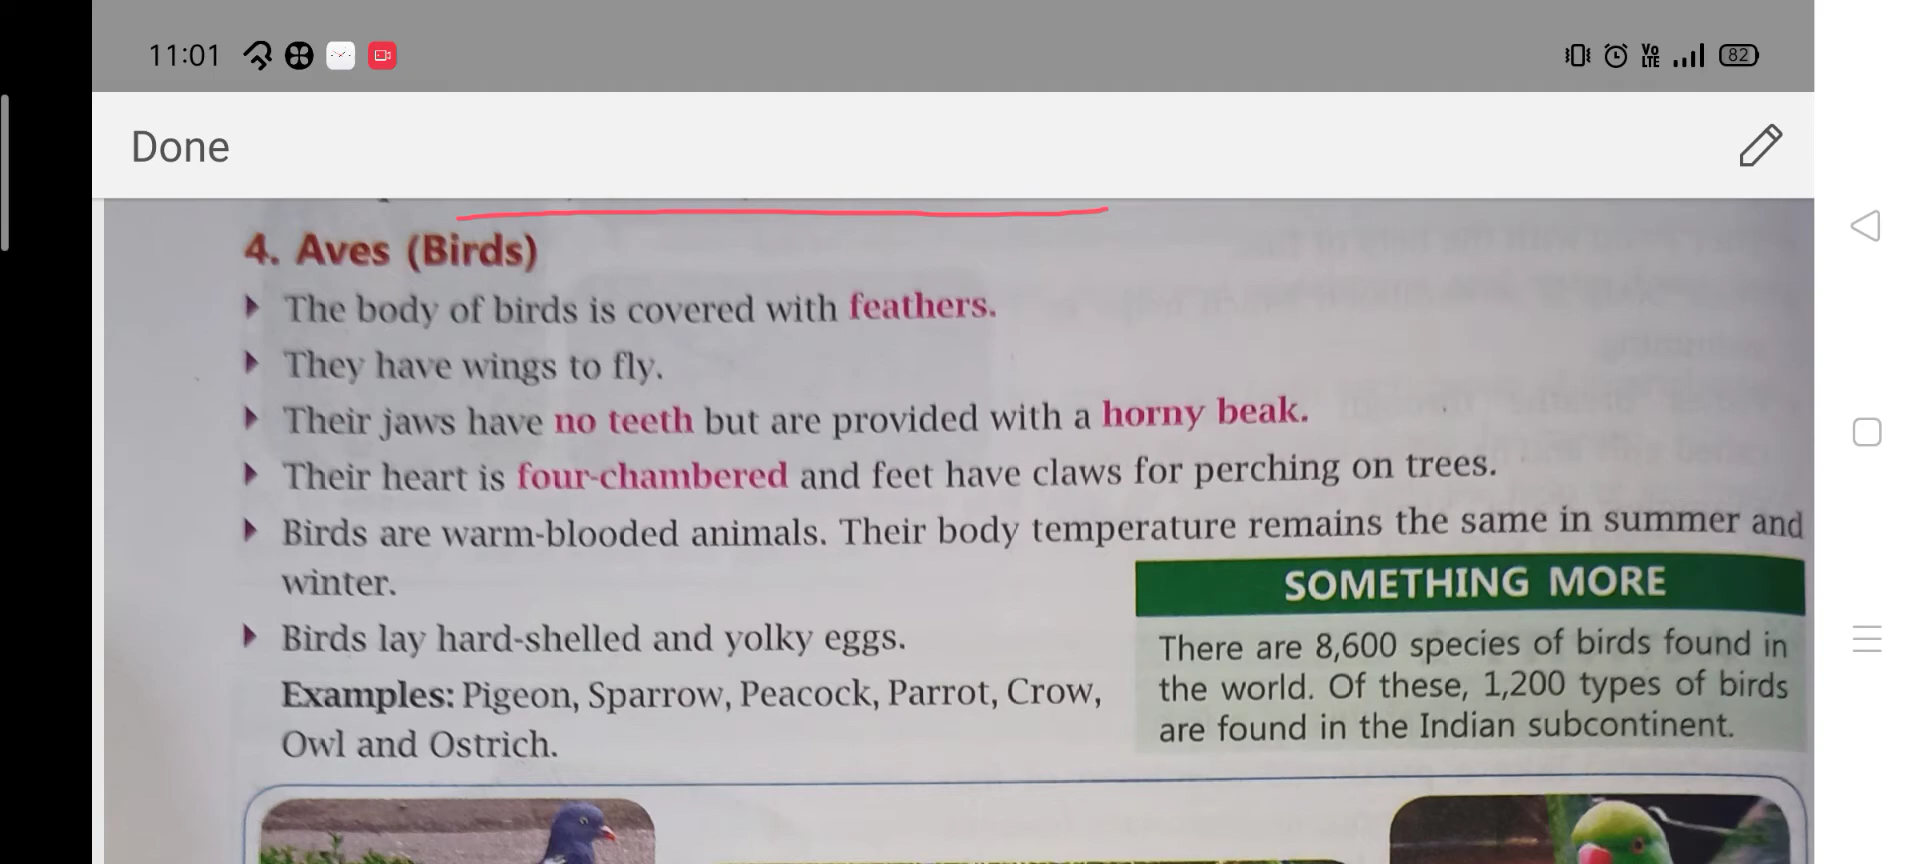 11:01
Vo
LTE
82
Done
4. Aves (Birds)
The body of birds is covered with feathers.
They have wings to fly.
Their jaws have no teeth but are provided with a horny beak.
Their heart is four-chambered and feet have claws for perching on trees.
Birds are warm-blooded animals. Their body temperature remains the same in summer and
winter.
Birds lay hard-shelled and yolky eggs.
Examples: Pigeon, Sparrow, Peacock, Parrot, Crow,
Owl and Ostrich.
SOMETHING MORE
There are 8,600 species of birds found in
the world. Of these, 1,200 types of birds
are found in the Indian subcontinent.